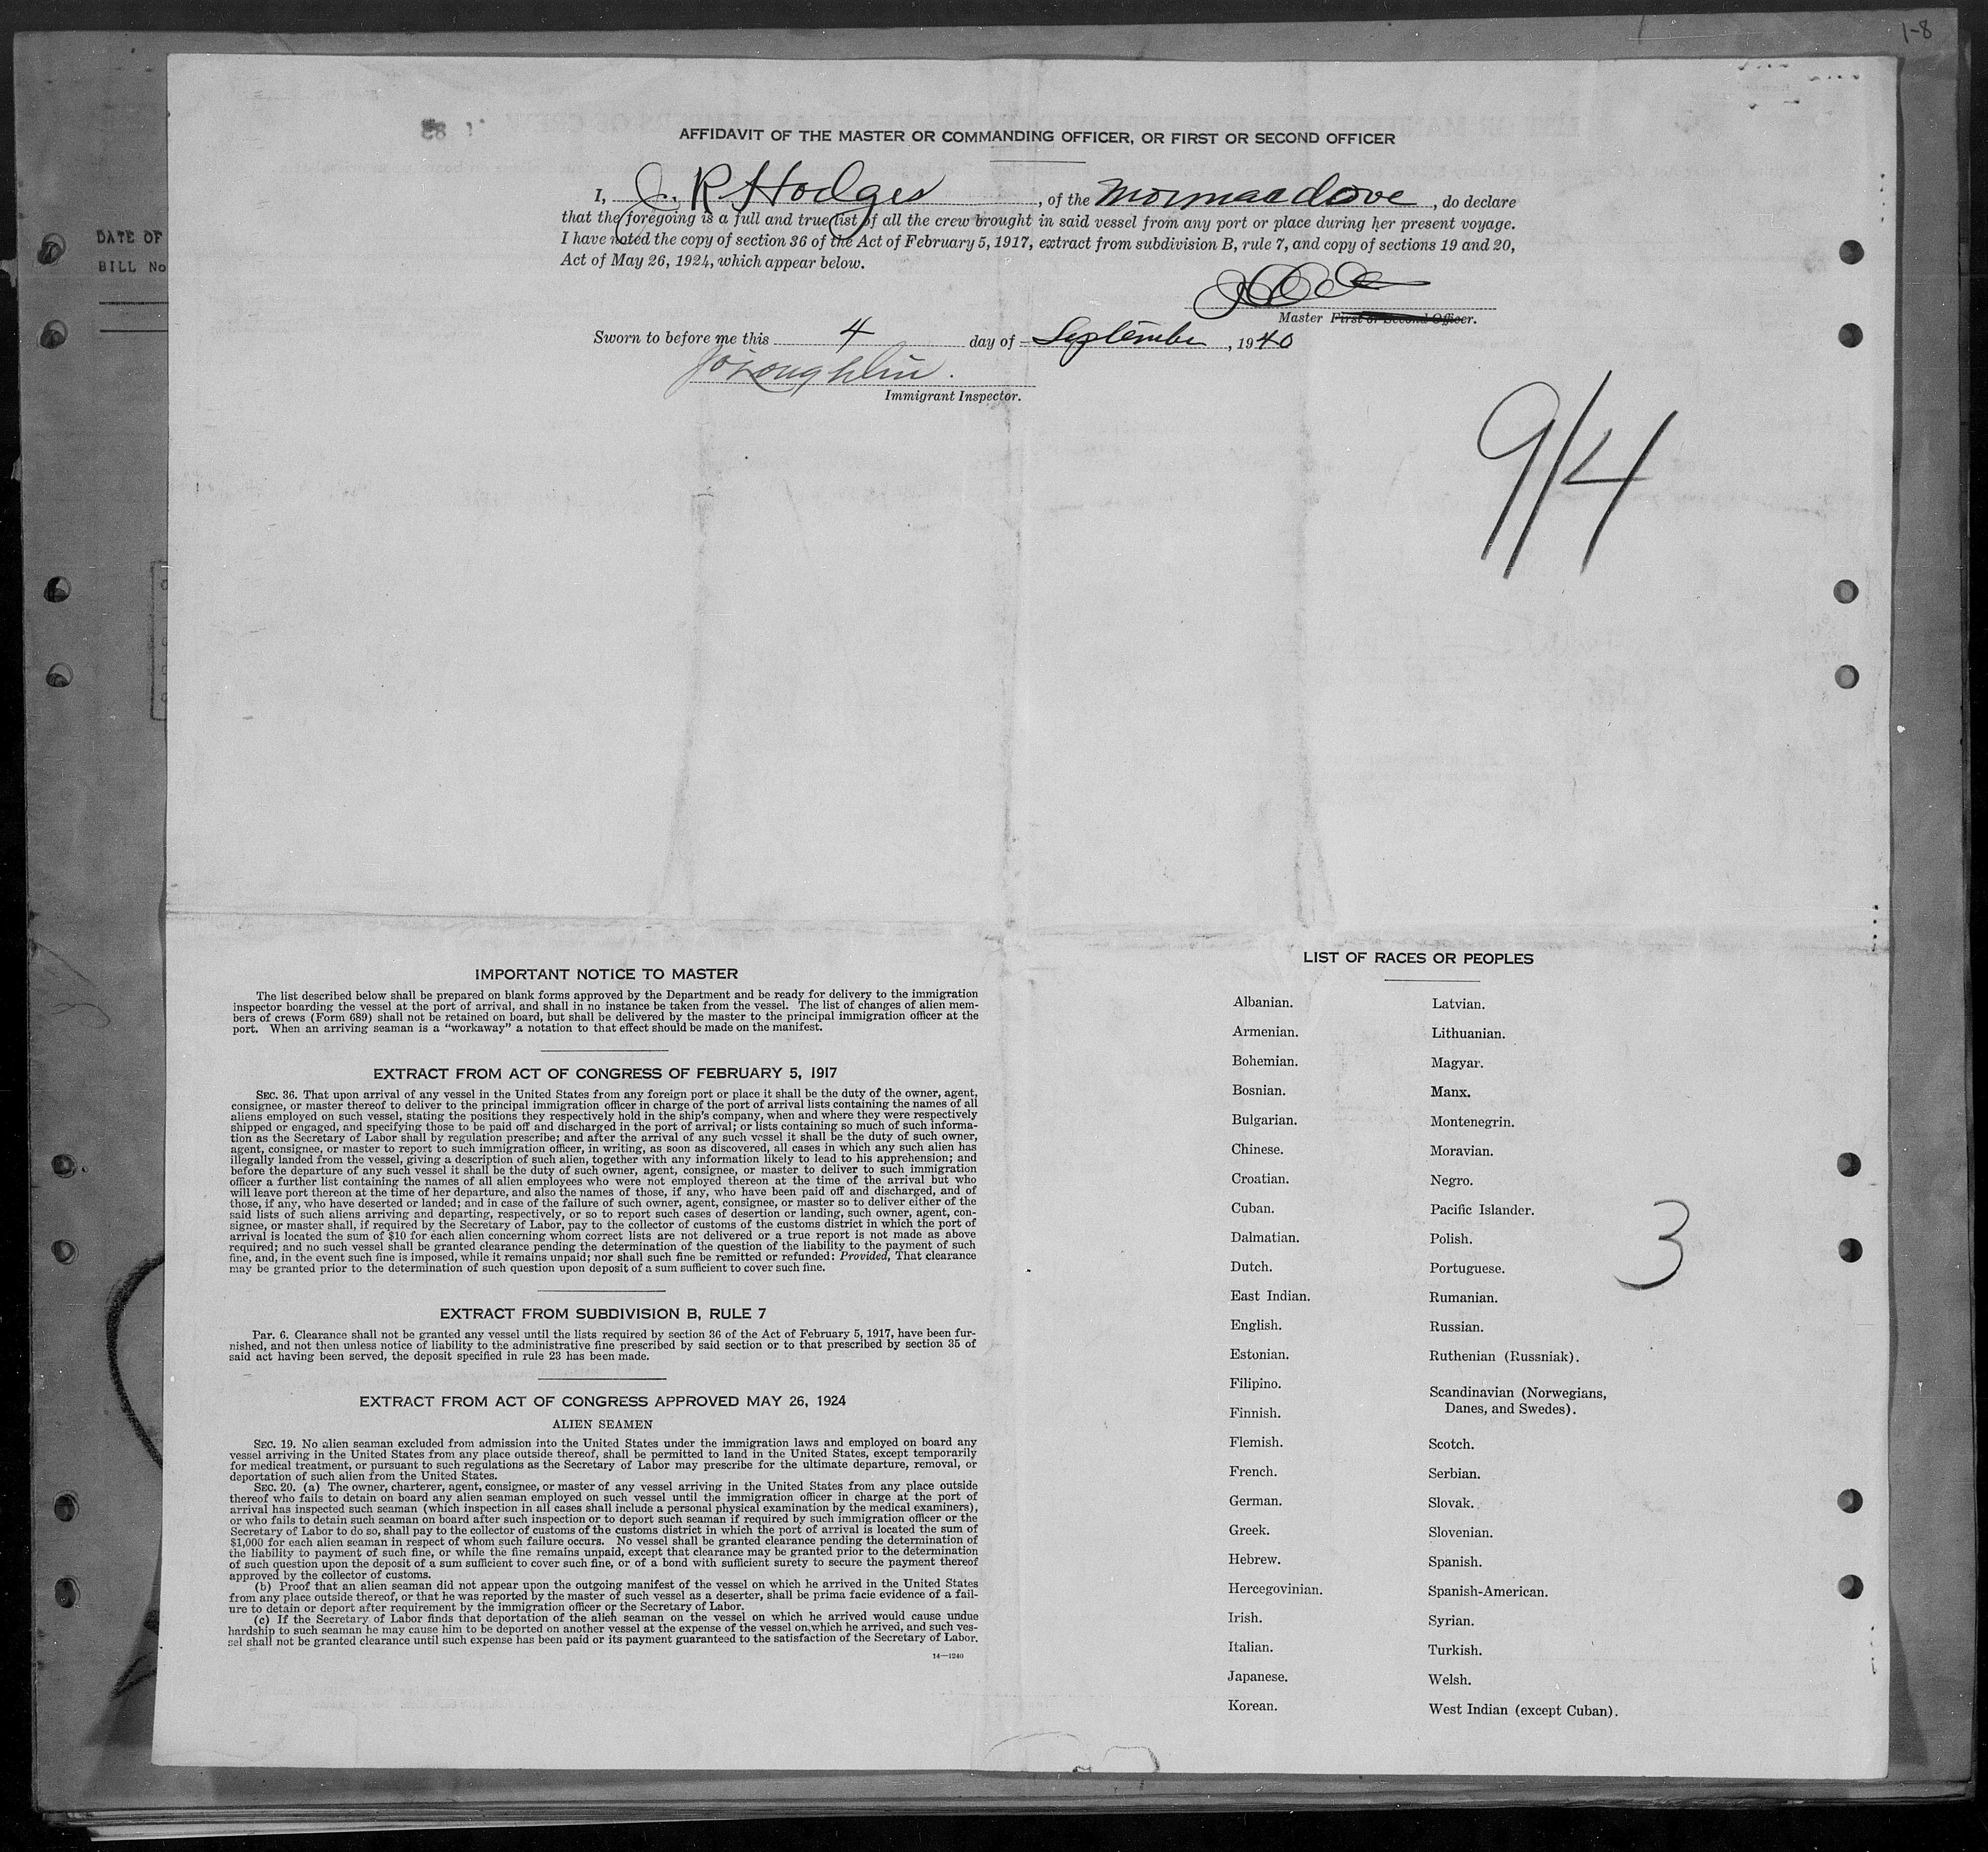 1-8
DATE OF
BILL No
AFFIDAVIT OF THE MASTER OR COMMANDING OFFICER, OR FIRST OR SECOND OFFICER
I, J. R Hodges, of the Mormacdove, do declare
that the foregoing is a full and true list of all the crew brought in said vessel from any port or place during her present voyage.
I have noted the copy of section 36 of the Act of February 5, 1917, extract from subdivision B, rule 7, and copy of sections 19 and 20,
Act of May 26, 1924, which appear below.
Master First or Second Officer.
Sworn to before me this 4 day of September, 1940
Immigrant Inspector.
9/4
IMPORTANT NOTICE TO MASTER
The list described below shall be prepared on blank forms approved by the Department and be ready for delivery to the immigration
inspector boarding the vessel at the port of arrival, and shall in no instance be taken from the vessel. The list of changes of alien mem-
bers of crews (Form 689) shall not be retained on board, but shall be delivered by the master to the principal immigration officer at the
port. When an arriving seaman is a "workaway" a notation to that effect should be made on the manifest.
EXTRACT FROM ACT OF CONGRESS OF FEBRUARY 5, 1917
SEC. 36. That upon arrival of any vessel in the United States from any foreign port or place it shall be the duty of the owner, agent,
consignee, or master thereof to deliver to the principal immigration officer in charge of the port of arrival lists containing the names of all
aliens employed on such vessel, stating the positions they respectively hold in the ship's company, when and where they were respectively
shipped or engaged, and specifying those to be paid off and discharged in the port of arrival; or lists containing so much of such informa-
tion as the Secretary of Labor shall by regulation prescribe; and after the arrival of any such vessel it shall be the duty of such owner,
agent, consignee, or master to report to such immigration officer, in writing, as soon as discovered, all cases in which any such alien has
illegally landed from the vessel, giving a description of such alien, together with any information likely to lead to his apprehension; and
before the departure of any such vessel it shall be the duty of such owner, agent, consignee, or master to deliver to such immigration
officer a further list containing the names of all alien employees who were not employed thereon at the time of the arrival but who
will leave port thereon at the time of her departure, and also the names of those, if any, who have been paid off and discharged, and of
those, if any, who have deserted or landed; and in case of the failure of such owner, agent, consignee, or master so to deliver either of the
said lists of such aliens arriving and departing, respectively, or so to report such cases of desertion or landing, such owner, agent, con-
signee, or master shall, if required by the Secretary of Labor, pay to the collector of customs of the customs district in which the port of
arrival is located the sum of $10 for each alien concerning whom correct lists are not delivered or a true report is not made as above
required; and no such vessel shall be granted clearance pending the determination of the question of the liability to the payment of such
fine, and, in the event such fine is imposed, while it remains unpaid; nor shall such fine be remitted or refunded: Provided, That clearance
may be granted prior to the determination of such question upon deposit of a sum sufficient to cover such fine.
EXTRACT FROM SUBDIVISION B, RULE 7
Par. 6. Clearance shall not be granted any vessel until the lists required by section 36 of the Act of February 5, 1917, have been fur-
nished, and not then unless notice of liability to the administrative fine prescribed by said section or to that prescribed by section 35 of
said act having been served, the deposit specified in rule 23 has been made.
EXTRACT FROM ACT OF CONGRESS APPROVED MAY 26, 1924
ALIEN SEAMEN
SEC. 19. No alien seaman excluded from admission into the United States under the immigration laws and employed on board any
vessel arriving in the United States from any place outside thereof, shall be permitted to land in the United States, except temporarily
for medical treatment, or pursuant to such regulations as the Secretary of Labor may prescribe for the ultimate departure, removal, or
deportation of such alien from the United States.
SEC. 20. (a) The owner, charterer, agent, consignee, or master of any vessel arriving in the United States from any place outside
thereof who fails to detain on board any alien seaman employed on such vessel until the immigration officer in charge at the port of
arrival has inspected such seaman (which inspection in all cases shall include a personal physical examination by the medical examiners),
or who fails to detain such seaman on board after such inspection or to deport such seaman if required by such immigration officer or the
Secretary of Labor to do so, shall pay to the collector of customs of the customs district in which the port of arrival is located the sum of
$1,000 for each alien seaman in respect of whom such failure occurs. No vessel shall be granted clearance pending the determination of
the liability to payment of such fine, or while the fine remains unpaid, except that clearance may be granted prior to the determination
of such question upon the deposit of a sum sufficient to cover such fine, or of a bond with sufficient surety to secure the payment thereof
approved by the collector of customs.
(b) Proof that an alien seaman did not appear upon the outgoing manifest of the vessel on which he arrived in the United States
from any place outside thereof, or that he was reported by the master of such vessel as a deserter, shall be prima facie evidence of a fail-
ure to detain or deport after requirement by the immigration officer or the Secretary of Labor.
(c) If the Secretary of Labor finds that deportation of the alien seaman on the vessel on which he arrived would cause undue
hardship to such seaman he may cause him to be deported on another vessel at the expense of the vessel on which he arrived, and such ves-
sel shall not be granted clearance until such expense has been paid or its payment guaranteed to the satisfaction of the Secretary of Labor.
14—1240
LIST OF RACES OR PEOPLES
Albanian.
Armenian.
Bohemian.
Bosnian.
Bulgarian.
Chinese.
Croatian.
Cuban.
Dalmatian.
Dutch.
East Indian.
English.
Estonian.
Filipino.
Finnish.
Flemish.
French.
German.
Greek.
Hebrew.
Hercegovinian.
Irish.
Italian.
Japanese.
Korean.
Latvian.
Lithuanian.
Magyar.
Manx.
Montenegrin.
Moravian.
Negro.
Pacific Islander.
Polish.
Portuguese.
Rumanian.
Russian.
Ruthenian (Russniak).
Scandinavian (Norwegians,
Danes, and Swedes).
Scotch.
Serbian.
Slovak.
Slovenian.
Spanish.
Spanish-American.
Syrian.
Turkish.
Welsh.
West Indian (except Cuban).
3